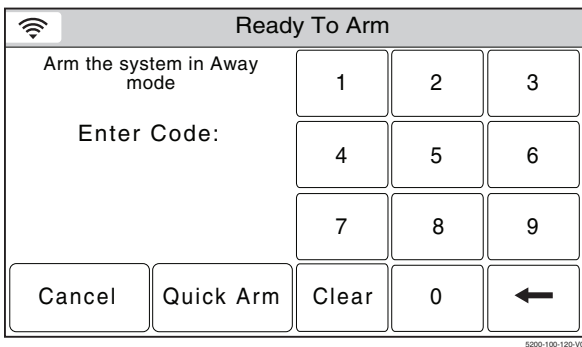 Ready To Arm
Arm the system in Away
mode
Enter Code:
1 2 3
4 5 6
7 8 9
Cancel Quick Arm Clear 0
5200-100-120-V0